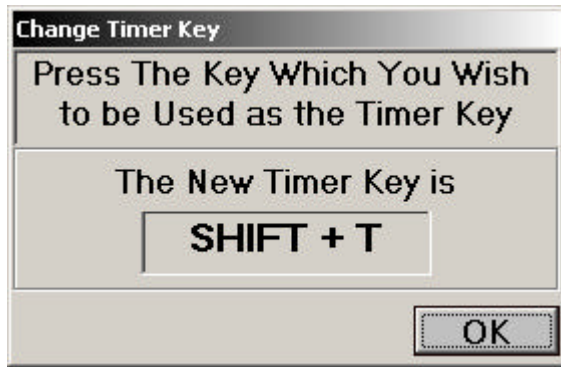 Change Timer Key
Press The Key Which You Wish
to be Used as the Timer Key
The New Timer Key is
SHIFT + T
OK